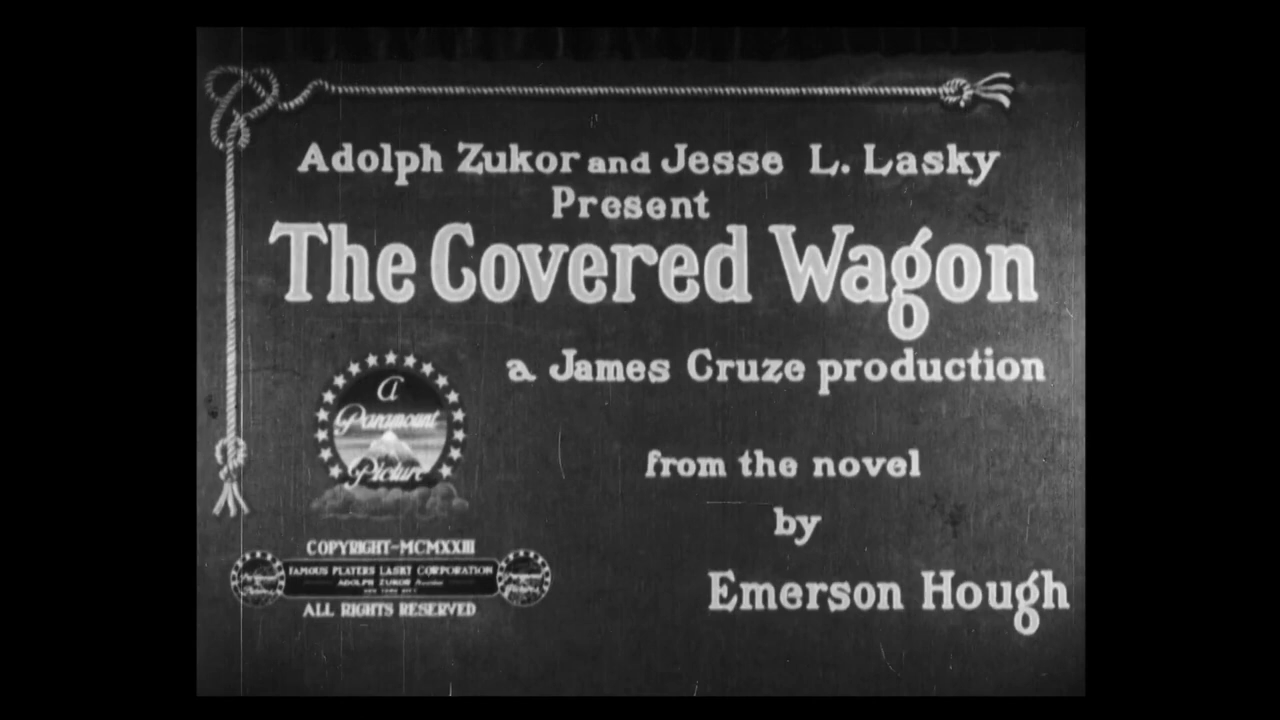 Adolph Zukor and Jesse L. Lasky
Present
The Covered Wagon
a James Cruze production
A
Paramount
Picture
from the novel
by
Emerson Hough
COPYRIGHT-MCMXXIII
FAMOUS PLAYERS LASKY CORPORATION
ADOLPH ZUKOR
ALL RIGHTS RESERVED